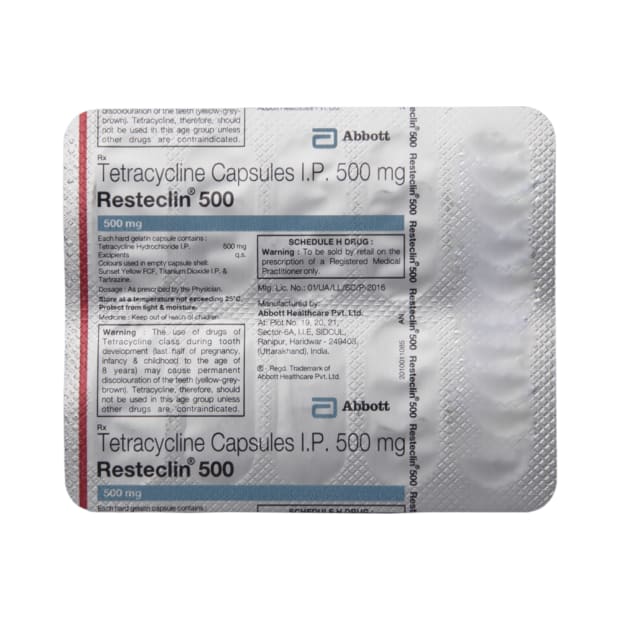 discolouration of the teeth (yellow-grey-
brown). Tetracycline, therefore, should
not be used in this age group unless
other drugs are contraindicated.
Abbott
Rx
Tetracycline Capsules I.P. 500 mg
Resteclin® 500
500 mg
Each hard gelatin capsule contains :
Tetracycline Hydrochloride I.P. 500 mg
Excipients q.s.
Colours used in empty capsule shell:
Sunset Yellow FCF, Titanium Dioxide I.P. &
Tartrazine.
Dosage : As prescribed by the Physician.
Store at a temperature not exceeding 25°C.
Protect from light & moisture.
Medicine : Keep out of reach of children
Warning : The use of drugs of
Tetracycline class during tooth
development (last half of pregnancy,
infancy & childhood to the age of
8 years) may cause permanent
discolouration of the teeth (yellow-grey-
brown). Tetracycline, therefore, should
not be used in this age group unless
other drugs are contraindicated.
SCHEDULE H DRUG :
Warning : To be sold by retail on the
prescription of a Registered Medical
Practitioner only.
Mfg. Lic. No.: 01/UA/LL/SC/P-2016
Manufactured by:
Abbott Healthcare Pvt. Ltd.
At: Plot No. 19, 20, 21,
Sector-6A, I.I.E, SIDCUL,
Ranipur, Haridwar - 249403,
(Uttarakhand), India.
® - Regd. Trademark of
Abbott Healthcare Pvt. Ltd.
Abbott
Rx
Tetracycline Capsules I.P. 500 mg
Resteclin® 500
500 mg
Each hard gelatin capsule contains :
SCHEDULE H DRUG :
eclin® 500 Resteclin® 500 Resteclin® 500 Resteclin® 500 Resteclin® 500 Rest